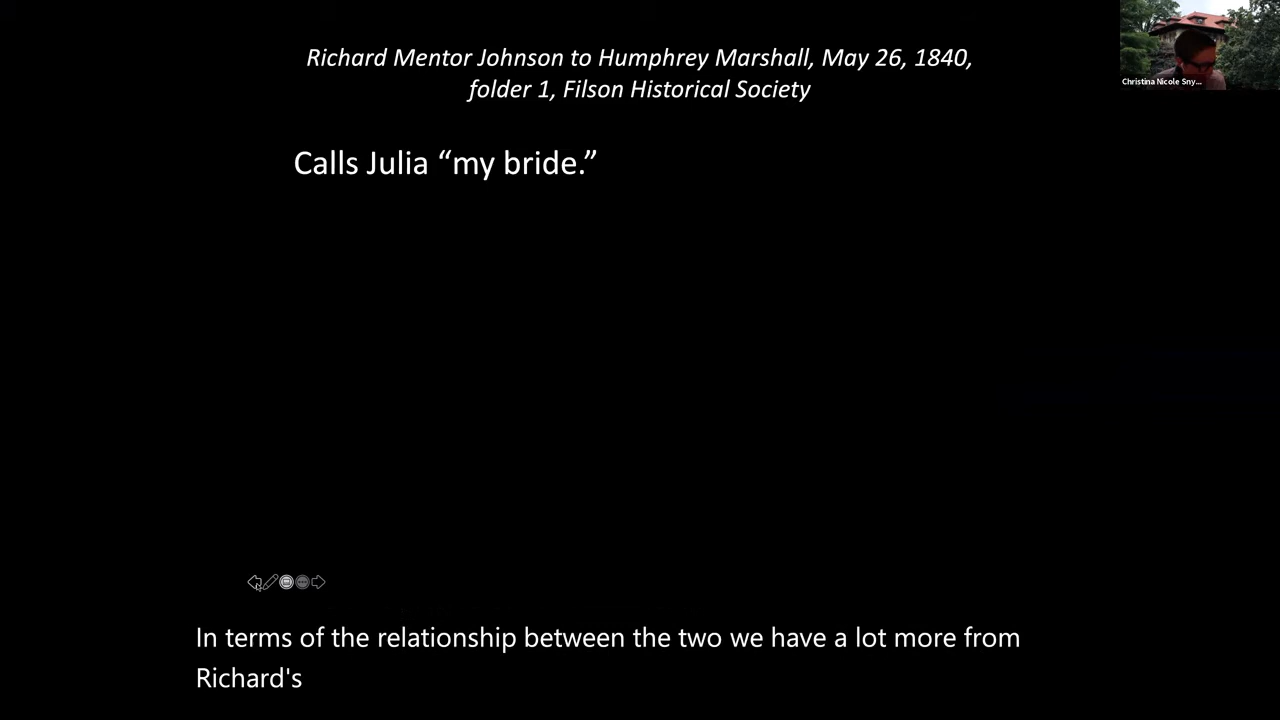 Richard Mentor Johnson to Humphrey Marshall, May 26, 1840,
folder 1, Filson Historical Society
Christina Nicole Sny...
Calls Julia “my bride.”
In terms of the relationship between the two we have a lot more from
Richard's